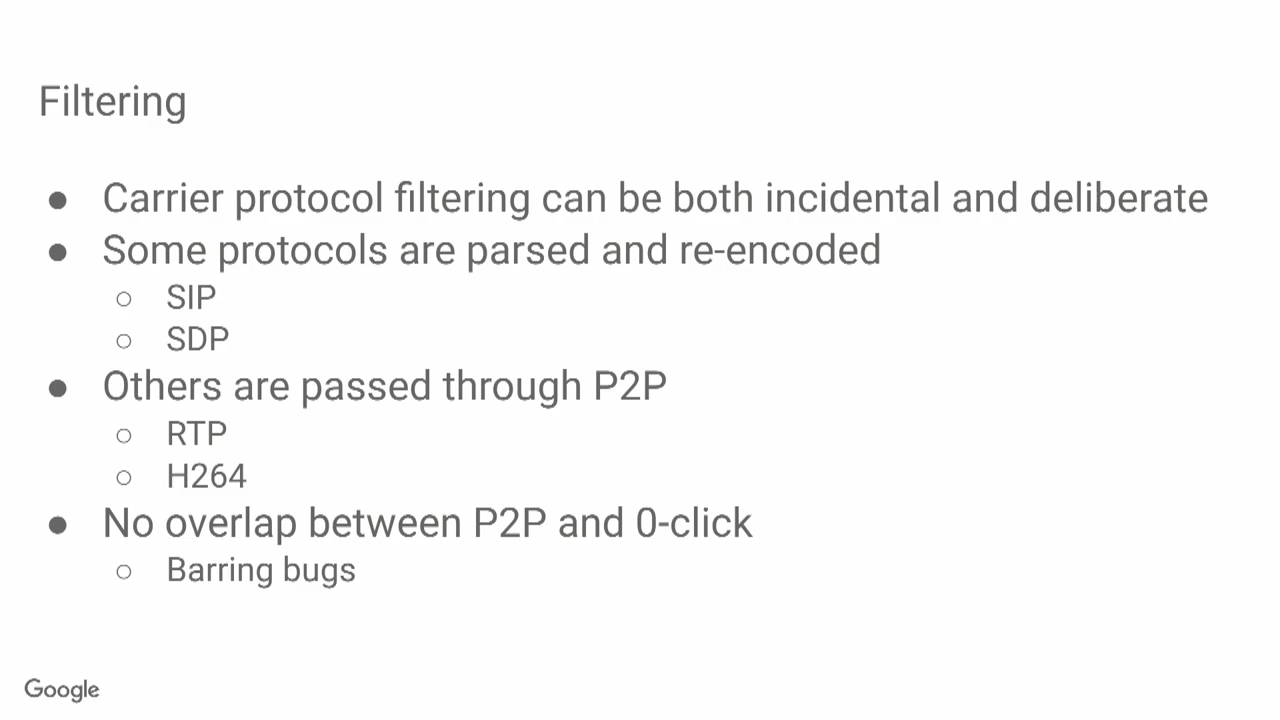 Filtering
● Carrier protocol filtering can be both incidental and deliberate
● Some protocols are parsed and re-encoded
○ SIP
○ SDP
● Others are passed through P2P
○ RTP
○ H264
● No overlap between P2P and 0-click
○ Barring bugs
Google